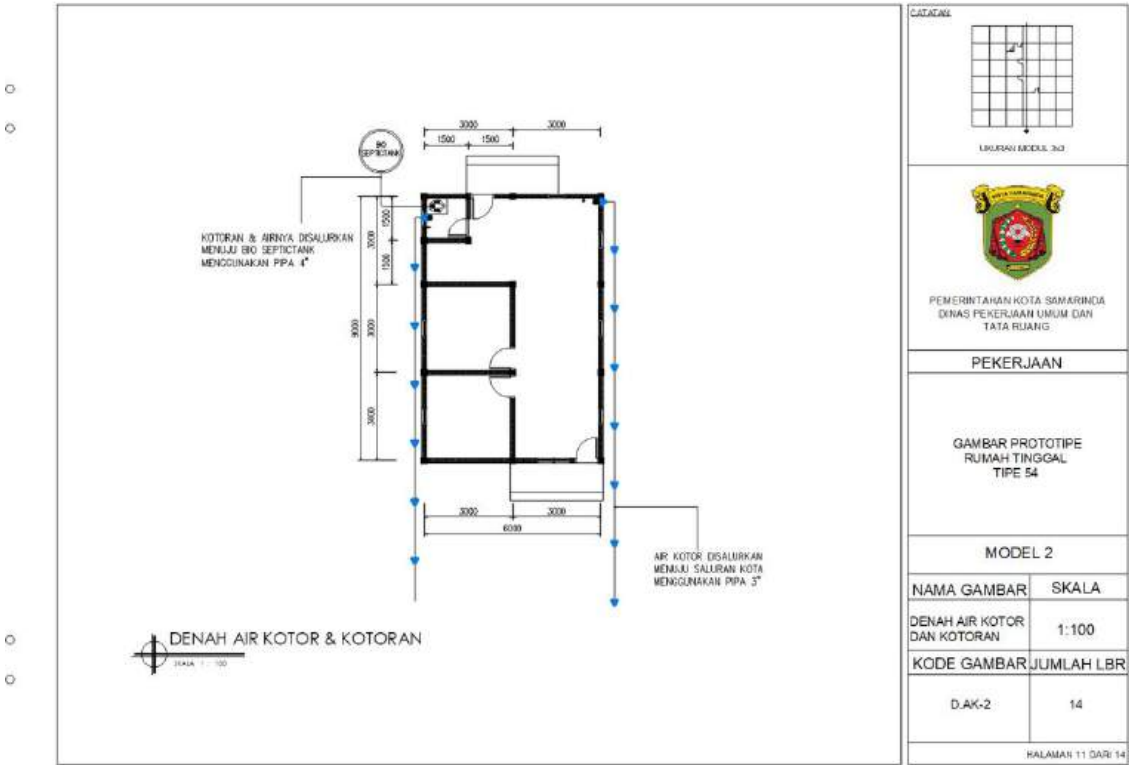 3000
3000
1500
1500
BIO
SEPTICTANK
KOTORAN & AIRNYA DISALURKAN
MENUJU BIO SEPTICTANK
MENGGUNAKAN PIPA 4"
1500
3000
1500
9000
3000
3000
3000
6000
AIR KOTOR DISALURKAN
MENUJU SALURAN KOTA
MENGGUNAKAN PIPA 3"
DENAH AIR KOTOR & KOTORAN
SKALA 1 : 100
CATATAN
UKURAN MODUL 3x3
KOTA SAMARINDA
PEMERINTAHAN KOTA SAMARINDA
DINAS PEKERJAAN UMUM DAN
TATA RUANG
PEKERJAAN
GAMBAR PROTOTIPE
RUMAH TINGGAL
TIPE 54
MODEL 2
NAMA GAMBAR
SKALA
DENAH AIR KOTOR
DAN KOTORAN
1:100
KODE GAMBAR
JUMLAH LBR
D.AK-2
14
HALAMAN 11 DARI 14